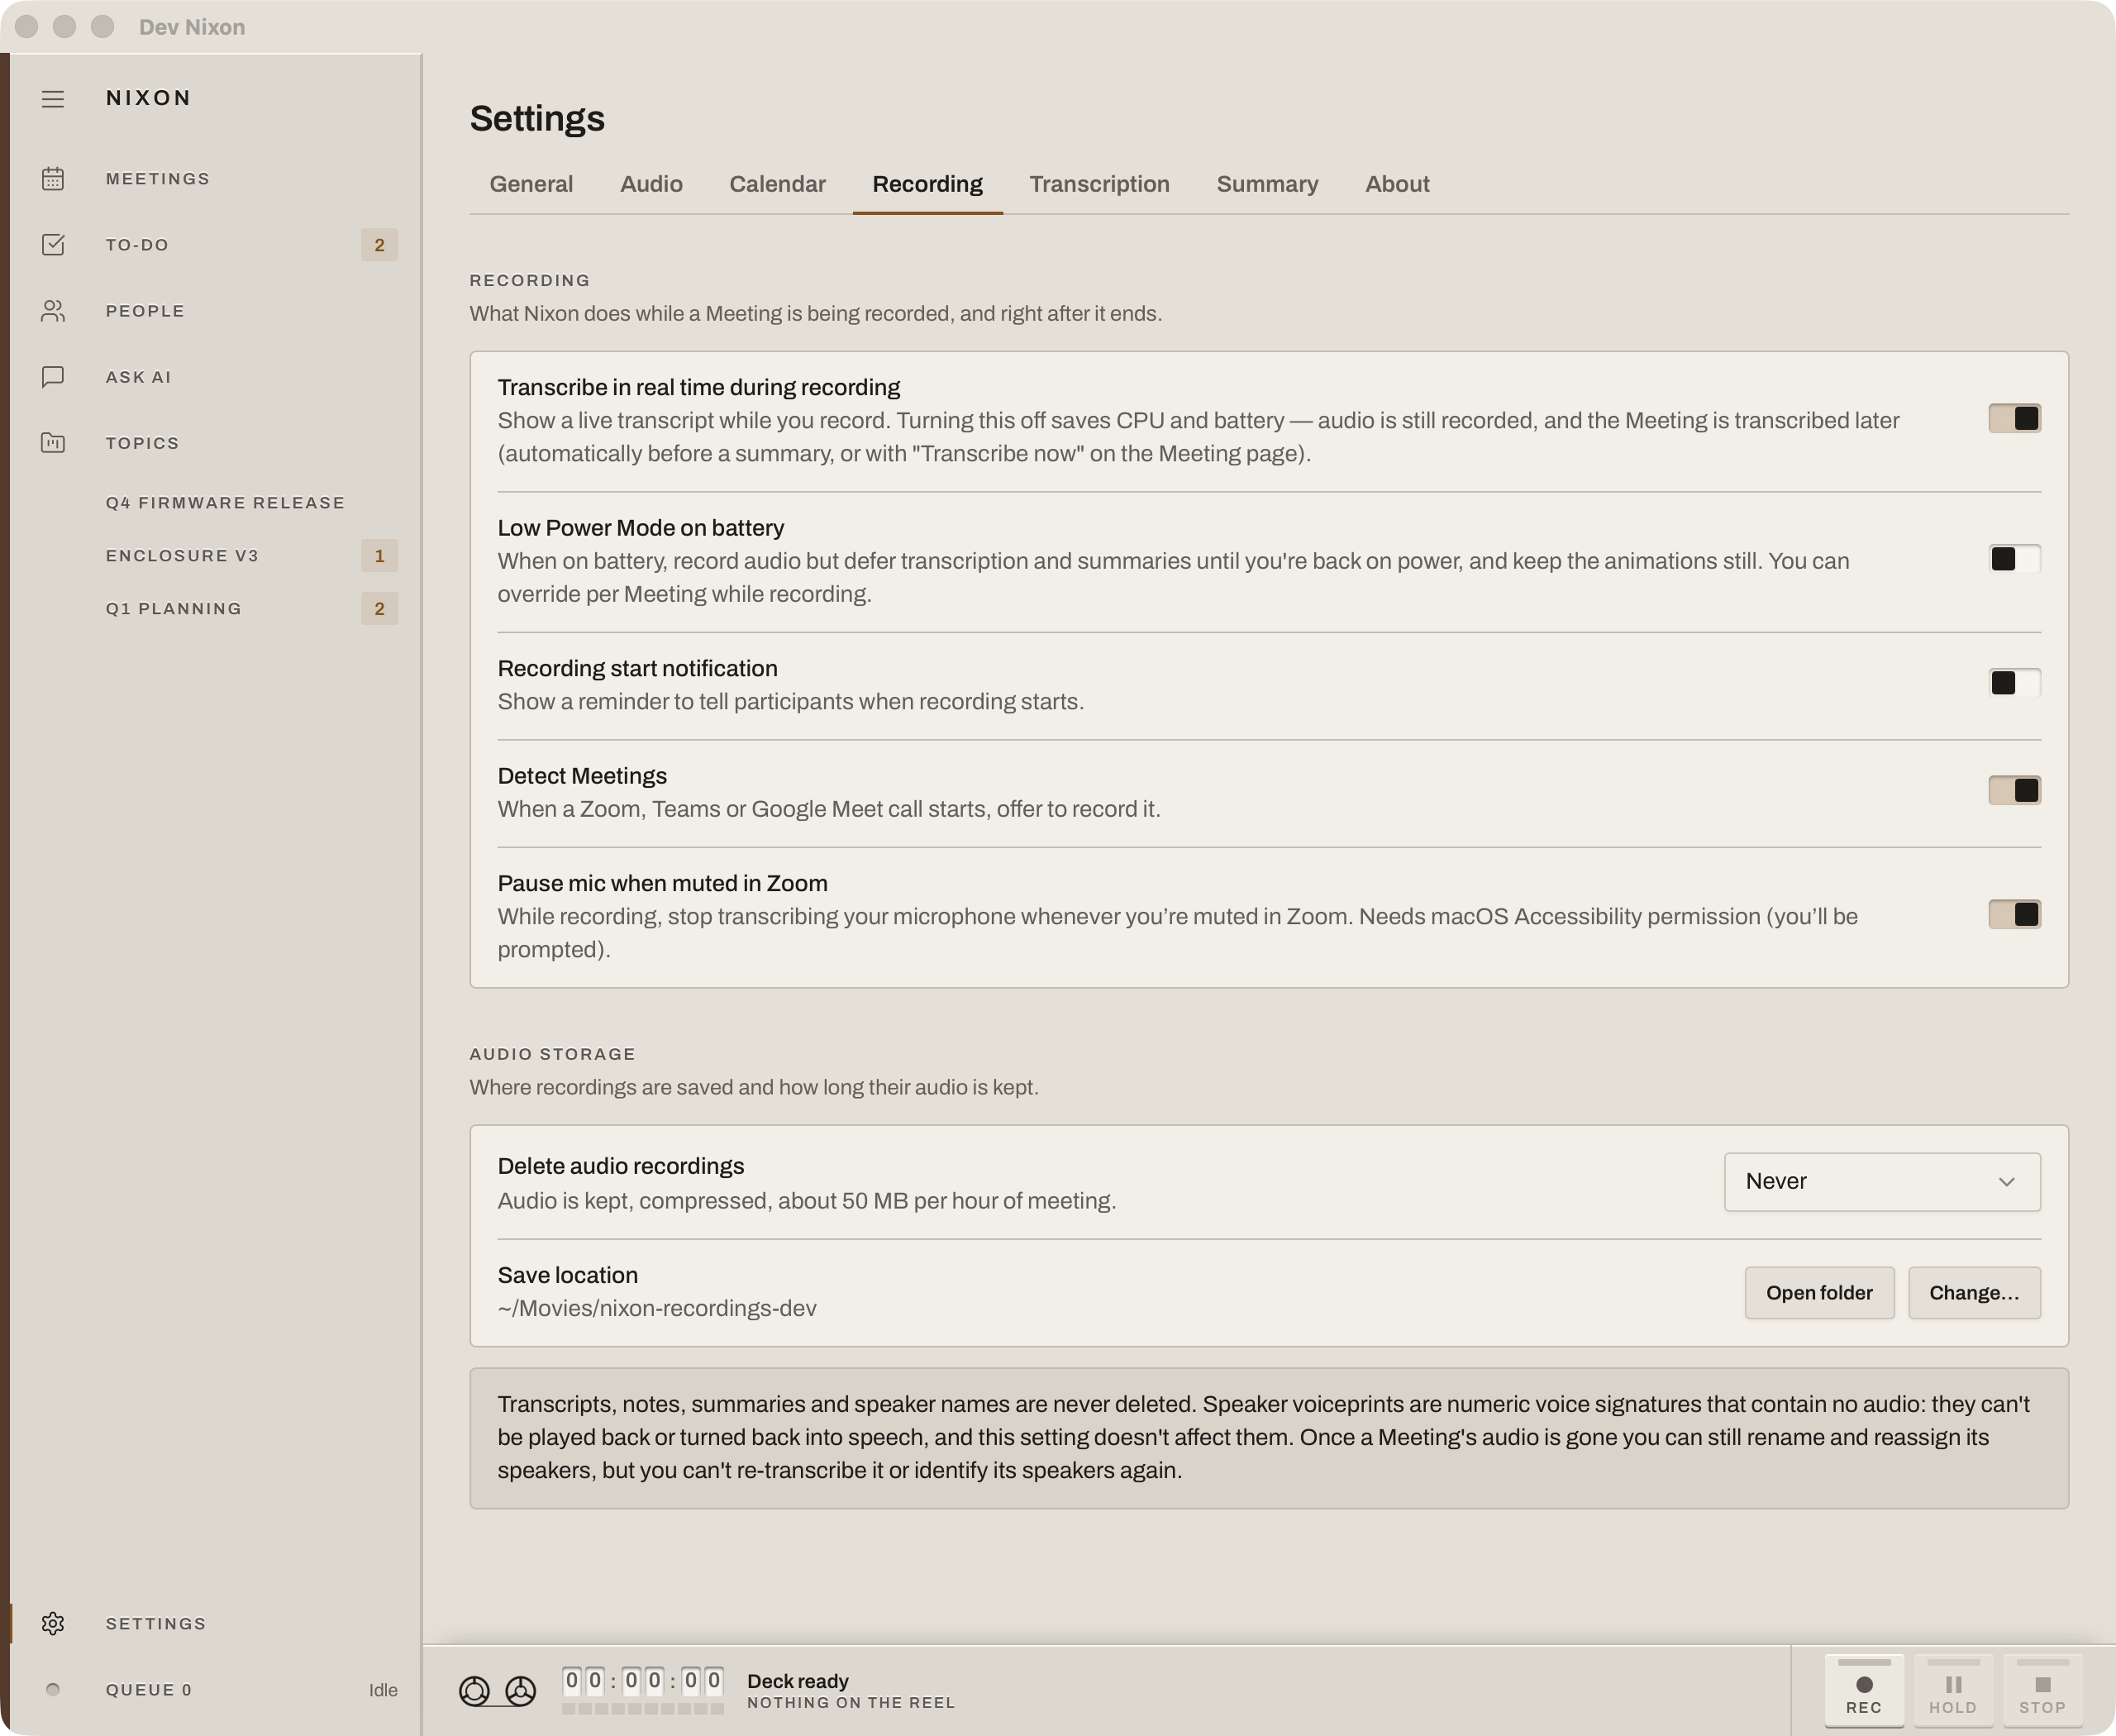 Dev Nixon
NIXON
MEETINGS
TO-DO 2
PEOPLE
ASK AI
TOPICS
Q4 FIRMWARE RELEASE
ENCLOSURE V3 1
Q1 PLANNING 2
SETTINGS
QUEUE 0 Idle
Settings
General Audio Calendar Recording Transcription Summary About
RECORDING
What Nixon does while a Meeting is being recorded, and right after it ends.
Transcribe in real time during recording
Show a live transcript while you record. Turning this off saves CPU and battery — audio is still recorded, and the Meeting is transcribed later
(automatically before a summary, or with "Transcribe now" on the Meeting page).
Low Power Mode on battery
When on battery, record audio but defer transcription and summaries until you're back on power, and keep the animations still. You can
override per Meeting while recording.
Recording start notification
Show a reminder to tell participants when recording starts.
Detect Meetings
When a Zoom, Teams or Google Meet call starts, offer to record it.
Pause mic when muted in Zoom
While recording, stop transcribing your microphone whenever you’re muted in Zoom. Needs macOS Accessibility permission (you’ll be
prompted).
AUDIO STORAGE
Where recordings are saved and how long their audio is kept.
Delete audio recordings
Audio is kept, compressed, about 50 MB per hour of meeting.
Never
Save location
~/Movies/nixon-recordings-dev
Open folder Change...
Transcripts, notes, summaries and speaker names are never deleted. Speaker voiceprints are numeric voice signatures that contain no audio: they can't
be played back or turned back into speech, and this setting doesn't affect them. Once a Meeting's audio is gone you can still rename and reassign its
speakers, but you can't re-transcribe it or identify its speakers again.
00:00:00
Deck ready
NOTHING ON THE REEL
REC HOLD STOP